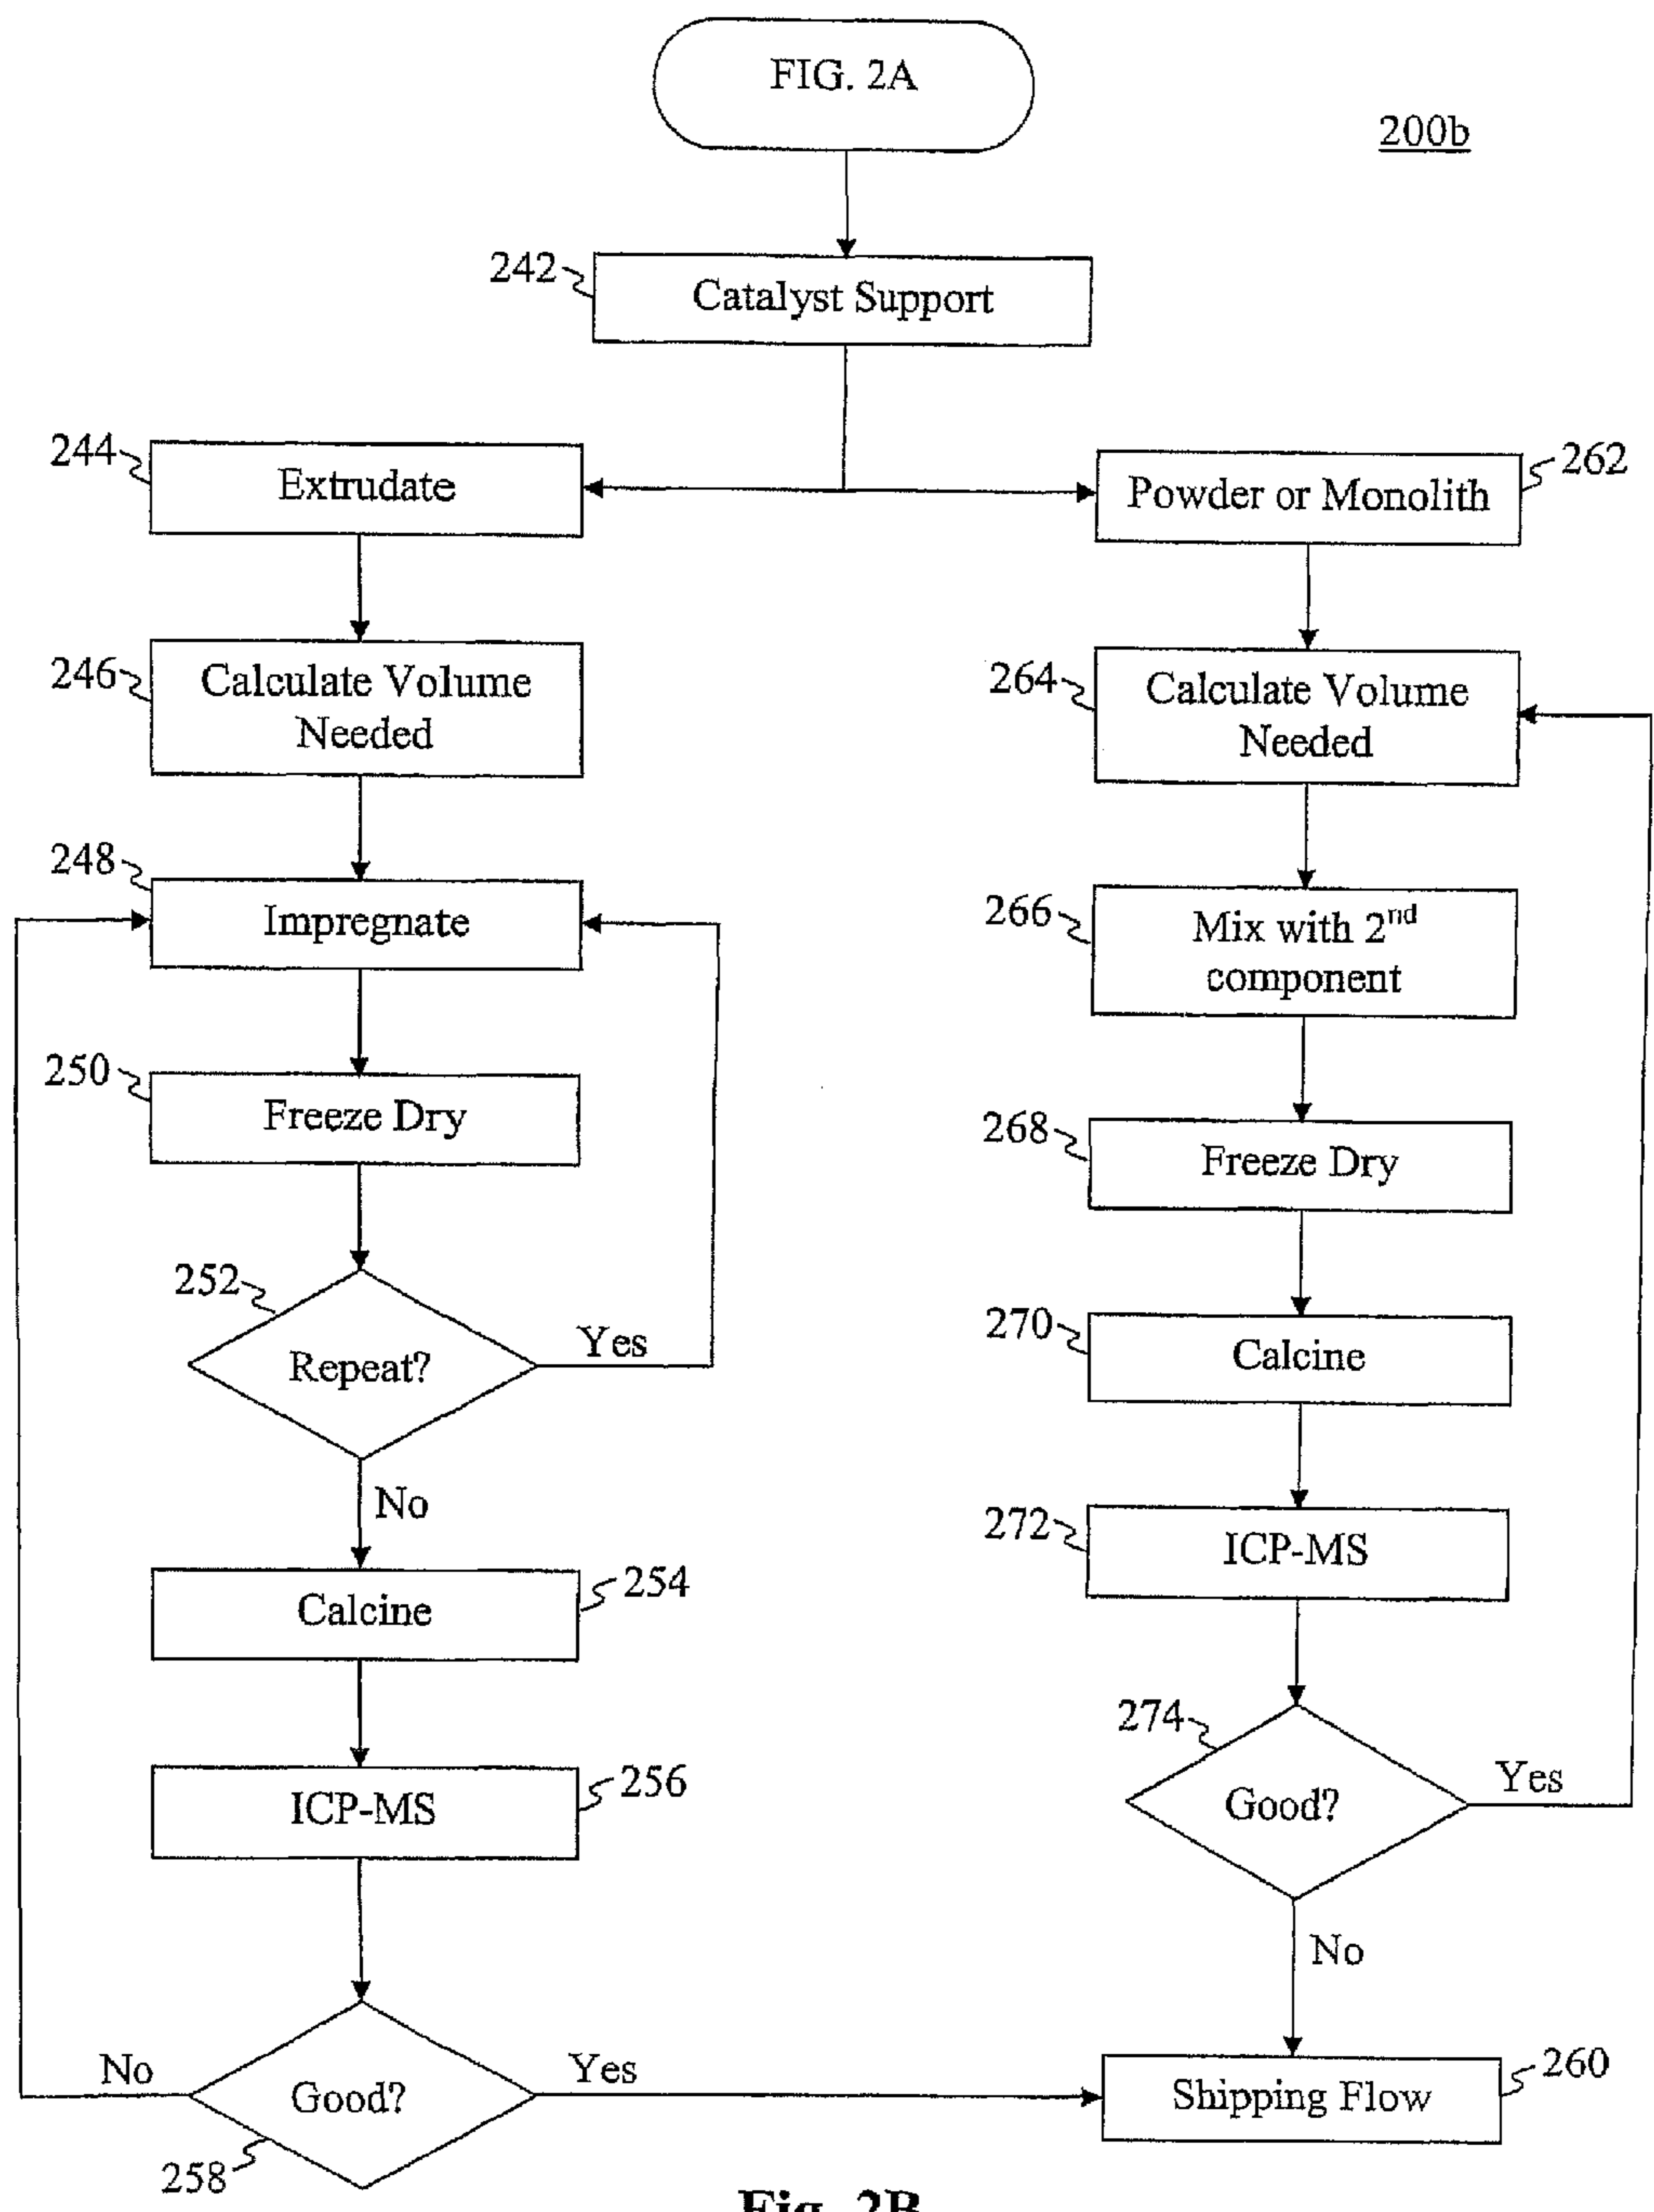 FIG. 2A
200b
242
Catalyst Support
244
Extrudate
246
Calculate Volume
Needed
248
Impregnate
250
Freeze Dry
252
Repeat?
Yes
No
254
Calcine
256
ICP-MS
No
Good?
Yes
258
262
Powder or Monolith
264
Calculate Volume
Needed
266
Mix with 2nd
component
268
Freeze Dry
270
Calcine
272
ICP-MS
274
Good?
Yes
No
260
Shipping Flow
Fig. 2B